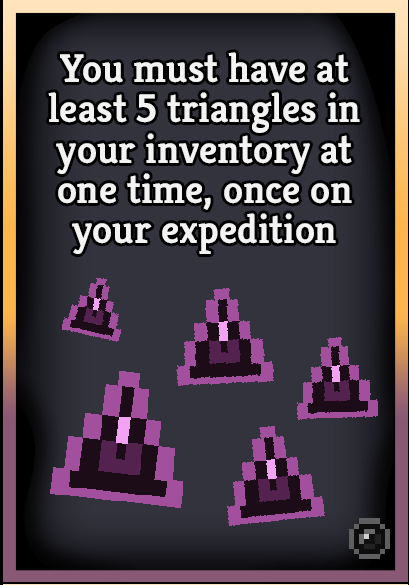 You must have at
least 5 triangles in
your inventory at
one time, once on
your expedition